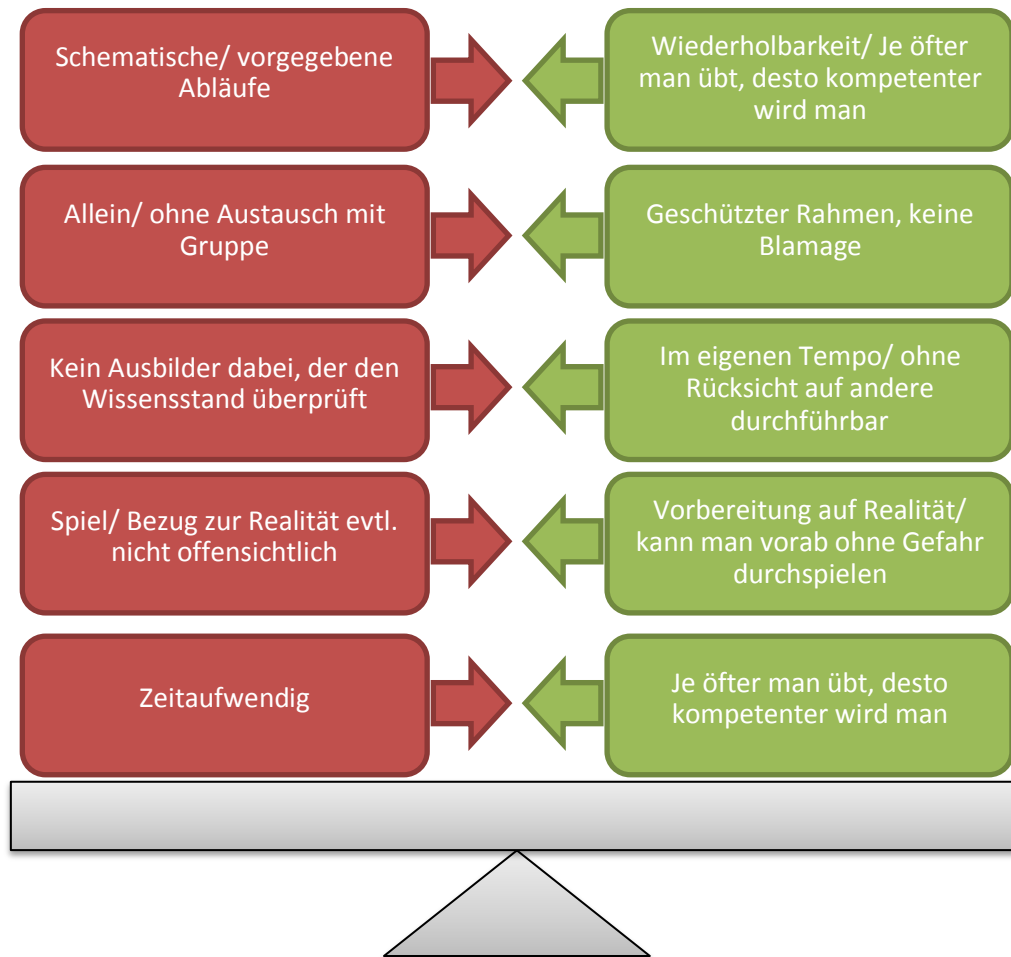 Schematische/ vorgegebene
Abläufe
Wiederholbarkeit/ Je öfter
man übt, desto kompetenter
wird man
Allein/ ohne Austausch mit
Gruppe
Geschützter Rahmen, keine
Blamage
Kein Ausbilder dabei, der den
Wissensstand überprüft
Im eigenen Tempo/ ohne
Rücksicht auf andere
durchführbar
Spiel/ Bezug zur Realität evtl.
nicht offensichtlich
Vorbereitung auf Realität/
kann man vorab ohne Gefahr
durchspielen
Zeitaufwendig
Je öfter man übt, desto
kompetenter wird man